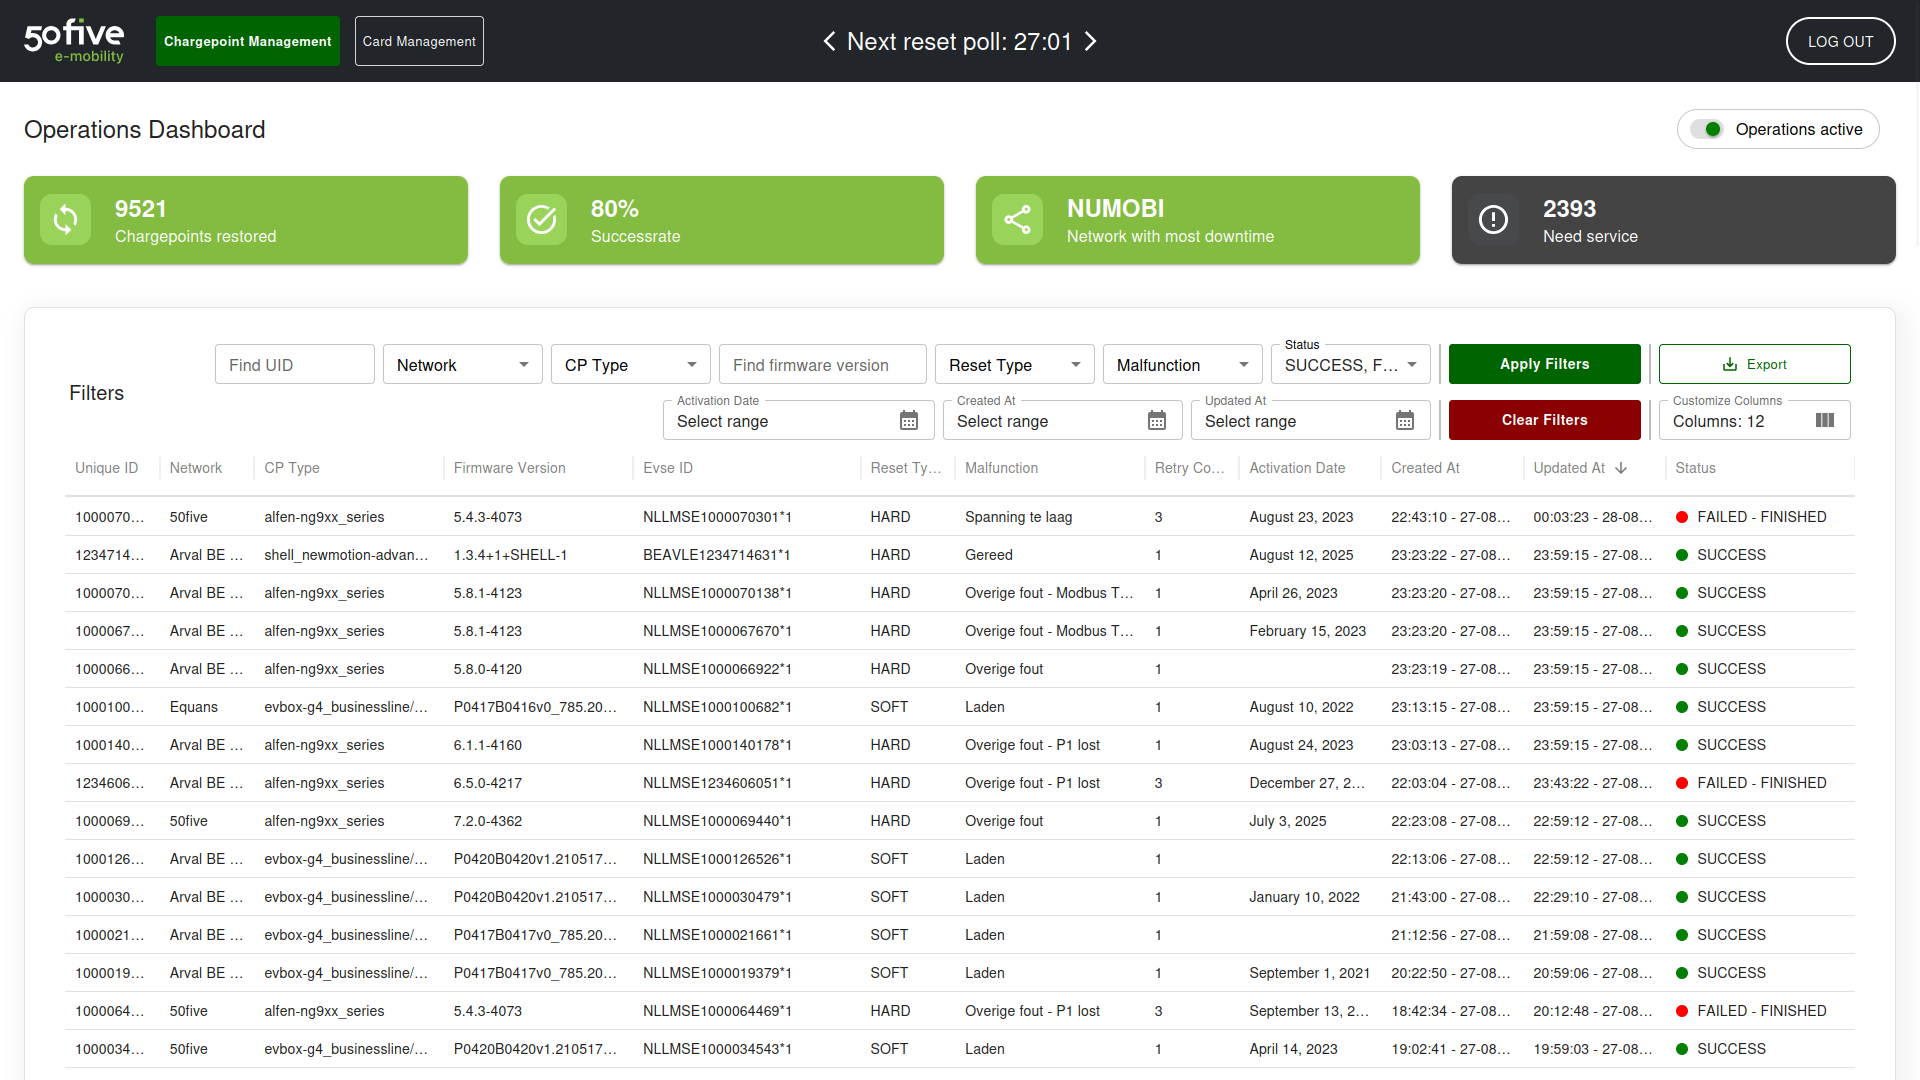 50five
e-mobility
Chargepoint Management
Card Management
Next reset poll: 27:01
LOG OUT
Operations Dashboard
Operations active
9521
Chargepoints restored
80%
Successrate
NUMOBI
Network with most downtime
2393
Need service
Filters
Find UID
Network
CP Type
Find firmware version
Reset Type
Malfunction
Status
SUCCESS, F...
Apply Filters
Export
Activation Date
Select range
Created At
Select range
Updated At
Select range
Clear Filters
Customize Columns
Columns: 12
Unique ID Network CP Type Firmware Version Evse ID Reset Ty... Malfunction Retry Co... Activation Date Created At Updated At Status
1000070... 50five alfen-ng9xx_series 5.4.3-4073 NLLMSE1000070301*1 HARD Spanning te laag 3 August 23, 2023 22:43:10 - 27-08... 00:03:23 - 28-08... FAILED - FINISHED
1234714... Arval BE ... shell_newmotion-advan... 1.3.4+1+SHELL-1 BEAVLE1234714631*1 HARD Gereed 1 August 12, 2025 23:23:22 - 27-08... 23:59:15 - 27-08... SUCCESS
1000070... Arval BE ... alfen-ng9xx_series 5.8.1-4123 NLLMSE1000070138*1 HARD Overige fout - Modbus T... 1 April 26, 2023 23:23:20 - 27-08... 23:59:15 - 27-08... SUCCESS
1000067... Arval BE ... alfen-ng9xx_series 5.8.1-4123 NLLMSE1000067670*1 HARD Overige fout - Modbus T... 1 February 15, 2023 23:23:20 - 27-08... 23:59:15 - 27-08... SUCCESS
1000066... Arval BE ... alfen-ng9xx_series 5.8.0-4120 NLLMSE1000066922*1 HARD Overige fout 1 23:23:19 - 27-08... 23:59:15 - 27-08... SUCCESS
1000100... Equans evbox-g4_businessline/... P0417B0416v0_785.20... NLLMSE1000100682*1 SOFT Laden 1 August 10, 2022 23:13:15 - 27-08... 23:59:15 - 27-08... SUCCESS
1000140... Arval BE ... alfen-ng9xx_series 6.1.1-4160 NLLMSE1000140178*1 HARD Overige fout - P1 lost 1 August 24, 2023 23:03:13 - 27-08... 23:59:15 - 27-08... SUCCESS
1234606... Arval BE ... alfen-ng9xx_series 6.5.0-4217 NLLMSE1234606051*1 HARD Overige fout - P1 lost 3 December 27, 2... 22:03:04 - 27-08... 23:43:22 - 27-08... FAILED - FINISHED
1000069... 50five alfen-ng9xx_series 7.2.0-4362 NLLMSE1000069440*1 HARD Overige fout 1 July 3, 2025 22:23:08 - 27-08... 22:59:12 - 27-08... SUCCESS
1000126... Arval BE ... evbox-g4_businessline/... P0420B0420v1.210517... NLLMSE1000126526*1 SOFT Laden 1 22:13:06 - 27-08... 22:59:12 - 27-08... SUCCESS
1000030... Arval BE ... evbox-g4_businessline/... P0420B0420v1.210517... NLLMSE1000030479*1 SOFT Laden 1 January 10, 2022 21:43:00 - 27-08... 22:29:10 - 27-08... SUCCESS
1000021... Arval BE ... evbox-g4_businessline/... P0417B0417v0_785.20... NLLMSE1000021661*1 SOFT Laden 1 21:12:56 - 27-08... 21:59:08 - 27-08... SUCCESS
1000019... Arval BE ... evbox-g4_businessline/... P0417B0417v0_785.20... NLLMSE1000019379*1 SOFT Laden 1 September 1, 2021 20:22:50 - 27-08... 20:59:06 - 27-08... SUCCESS
1000064... 50five alfen-ng9xx_series 5.4.3-4073 NLLMSE1000064469*1 HARD Overige fout - P1 lost 3 September 13, 2... 18:42:34 - 27-08... 20:12:48 - 27-08... FAILED - FINISHED
1000034... 50five evbox-g4_businessline/... P0420B0420v1.210517... NLLMSE1000034543*1 SOFT Laden 1 April 14, 2023 19:02:41 - 27-08... 19:59:03 - 27-08... SUCCESS